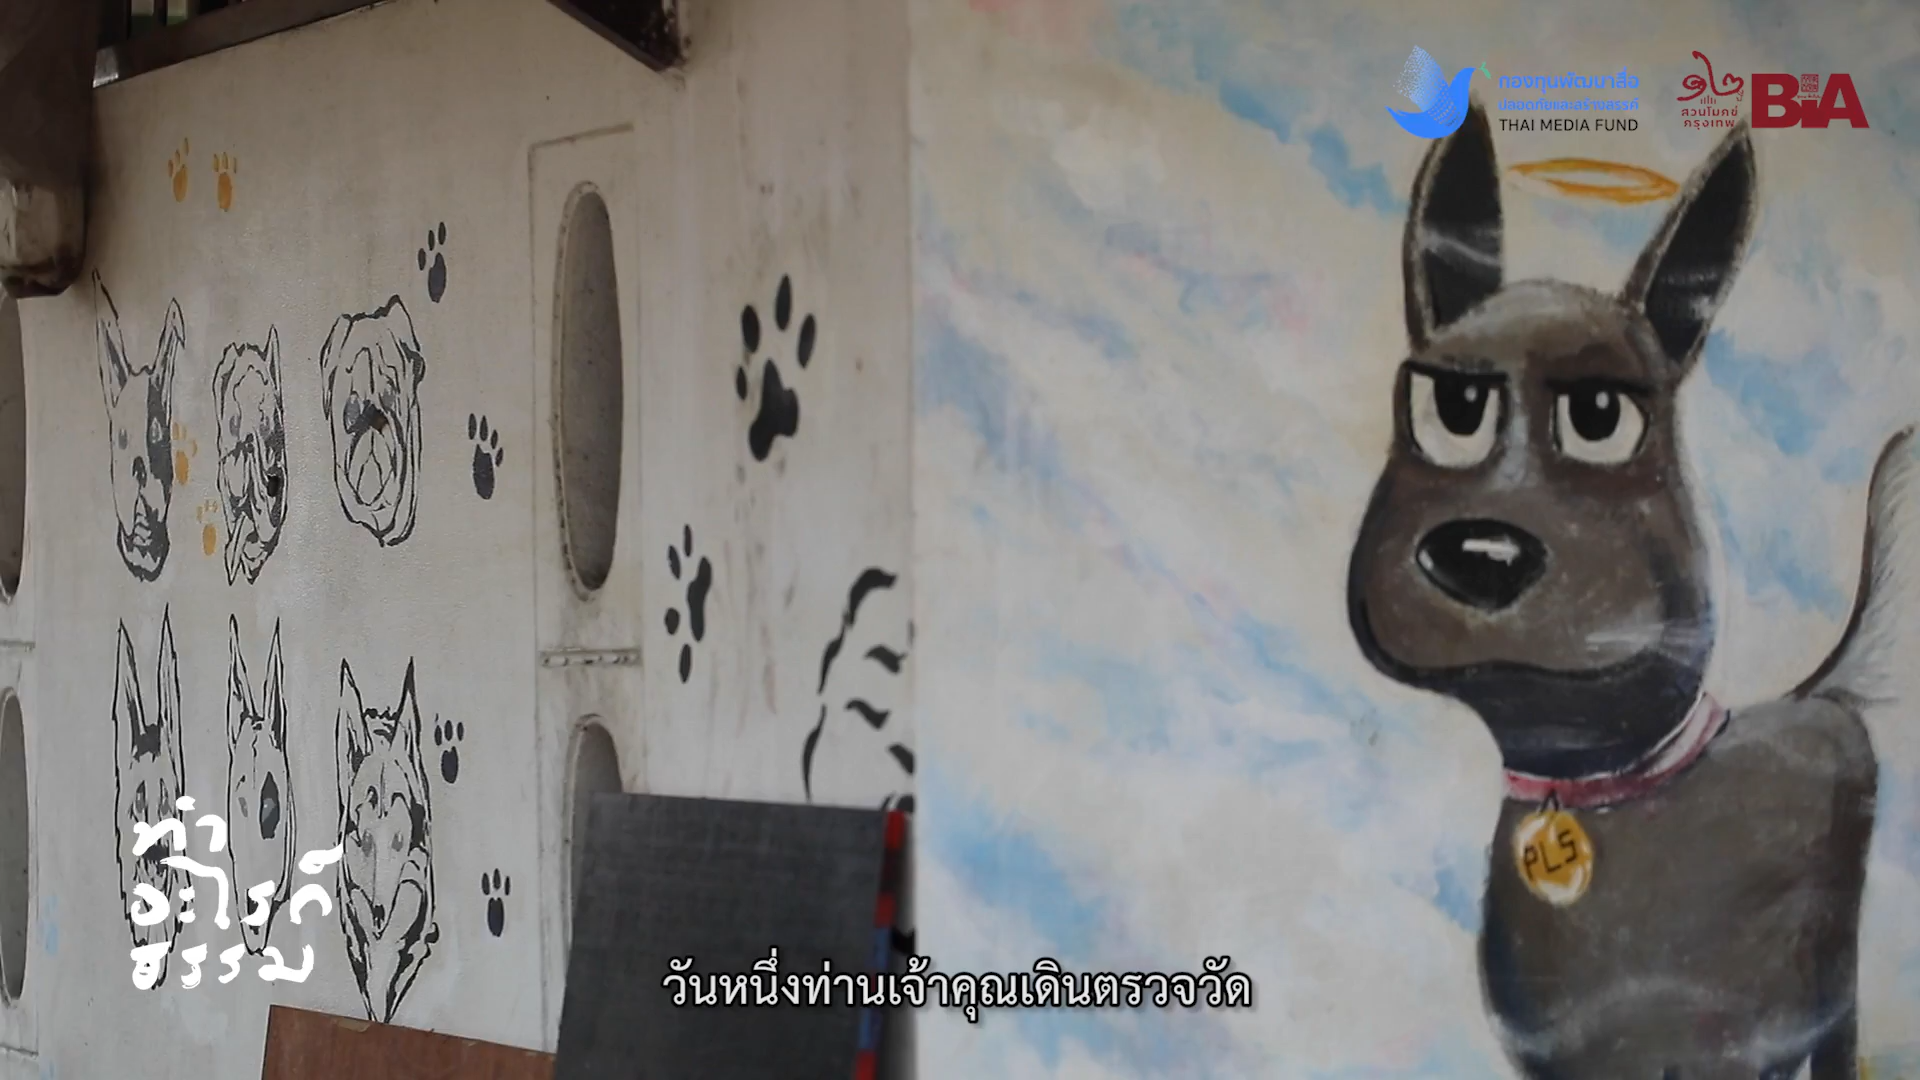 กองทุนพัฒนาสื่อ
ปลอดภัยและสร้างสรรค์
THAI MEDIA FUND
๑๒ ปี
สวนโมกข์
กรุงเทพ
BIA
PLS
ทำ
อะไรก็
ธรรม
วันหนึ่งท่านเจ้าคุณเดินตรวจวัด